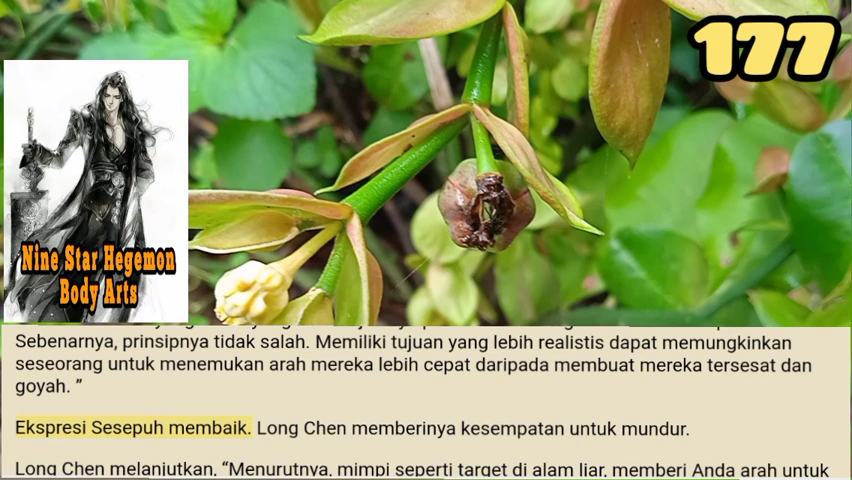 177
Nine Star Hegemon
Body Arts
Sebenarnya, prinsipnya tidak salah. Memiliki tujuan yang lebih realistis dapat memungkinkan
seseorang untuk menemukan arah mereka lebih cepat daripada membuat mereka tersesat dan
goyah. ”
Ekspresi Sesepuh membaik. Long Chen memberinya kesempatan untuk mundur.
Long Chen melanjutkan, “Menurutnya, mimpi seperti target di alam liar, memberi Anda arah untuk